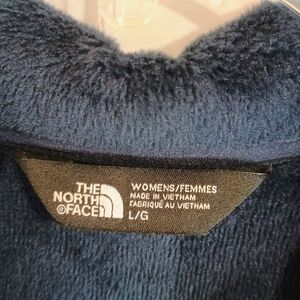 THE
NORTH
FACE
WOMENS/FEMMES
MADE IN VIETNAM
FABRIQUÉ AU VIETNAM
L/G